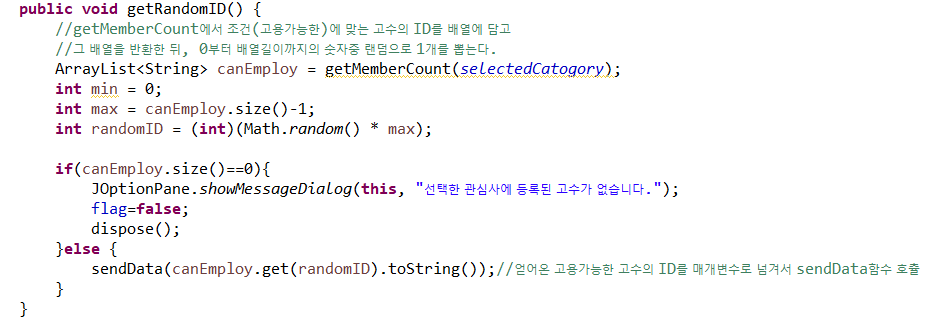 public void getRandomID() {
//getMemberCount에서 조건(고용가능한)에 맞는 고수의 ID를 배열에 담고
//그 배열을 반환한 뒤, 0부터 배열길이까지의 숫자중 랜덤으로 1개를 뽑는다.
ArrayList<String> canEmploy = getMemberCount(selectedCatogory);
int min = 0;
int max = canEmploy.size()-1;
int randomID = (int)(Math.random() * max);
if(canEmploy.size()==0){
JOptionPane.showMessageDialog(this, "선택한 관심사에 등록된 고수가 없습니다.");
flag=false;
dispose();
}else {
sendData(canEmploy.get(randomID).toString());//얻어온 고용가능한 고수의 ID를 매개변수로 넘겨서 sendData함수 호출
}
}